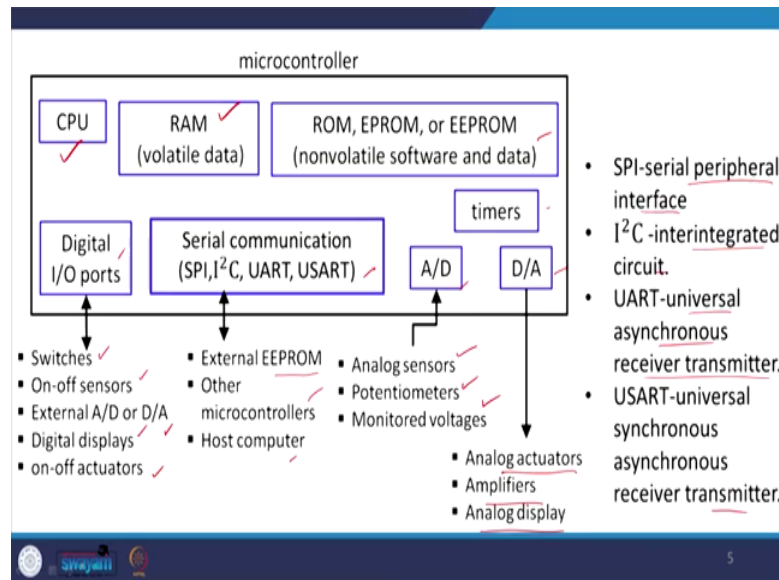 microcontroller
CPU
RAM
(volatile data)
ROM, EPROM, or EEPROM
(nonvolatile software and data)
timers
Digital
I/O ports
Serial communication
(SPI,I²C, UART, USART)
A/D
D/A
▪ Switches
▪ On-off sensors
▪ External A/D or D/A
▪ Digital displays
▪ on-off actuators
▪ External EEPROM
▪ Other
microcontrollers
▪ Host computer
▪ Analog sensors
▪ Potentiometers
▪ Monitored voltages
▪ Analog actuators
▪ Amplifiers
▪ Analog display
• SPI-serial peripheral
interface
• I²C -interintegrated
circuit.
• UART-universal
asynchronous
receiver transmitter.
• USART-universal
synchronous
asynchronous
receiver transmitter.
swayam
5